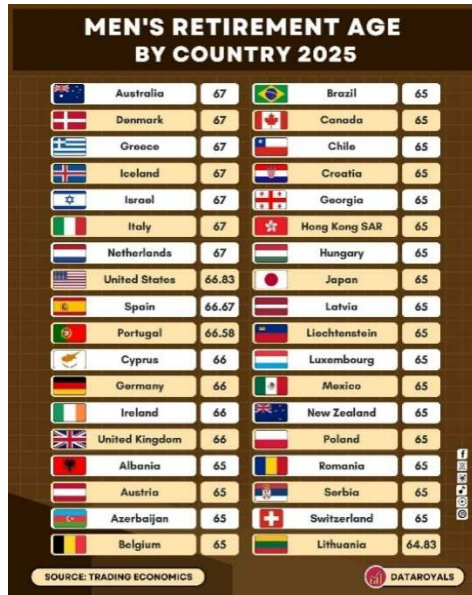 MEN'S RETIREMENT AGE
BY COUNTRY 2025
Australia 67
Denmark 67
Greece 67
Iceland 67
Israel 67
Italy 67
Netherlands 67
United States 66.83
Spain 66.67
Portugal 66.58
Cyprus 66
Germany 66
Ireland 66
United Kingdom 66
Albania 65
Austria 65
Azerbaijan 65
Belgium 65
Brazil 65
Canada 65
Chile 65
Croatia 65
Georgia 65
Hong Kong SAR 65
Hungary 65
Japan 65
Latvia 65
Liechtenstein 65
Luxembourg 65
Mexico 65
New Zealand 65
Poland 65
Romania 65
Serbia 65
Switzerland 65
Lithuania 64.83
SOURCE: TRADING ECONOMICS
DATAROYALS